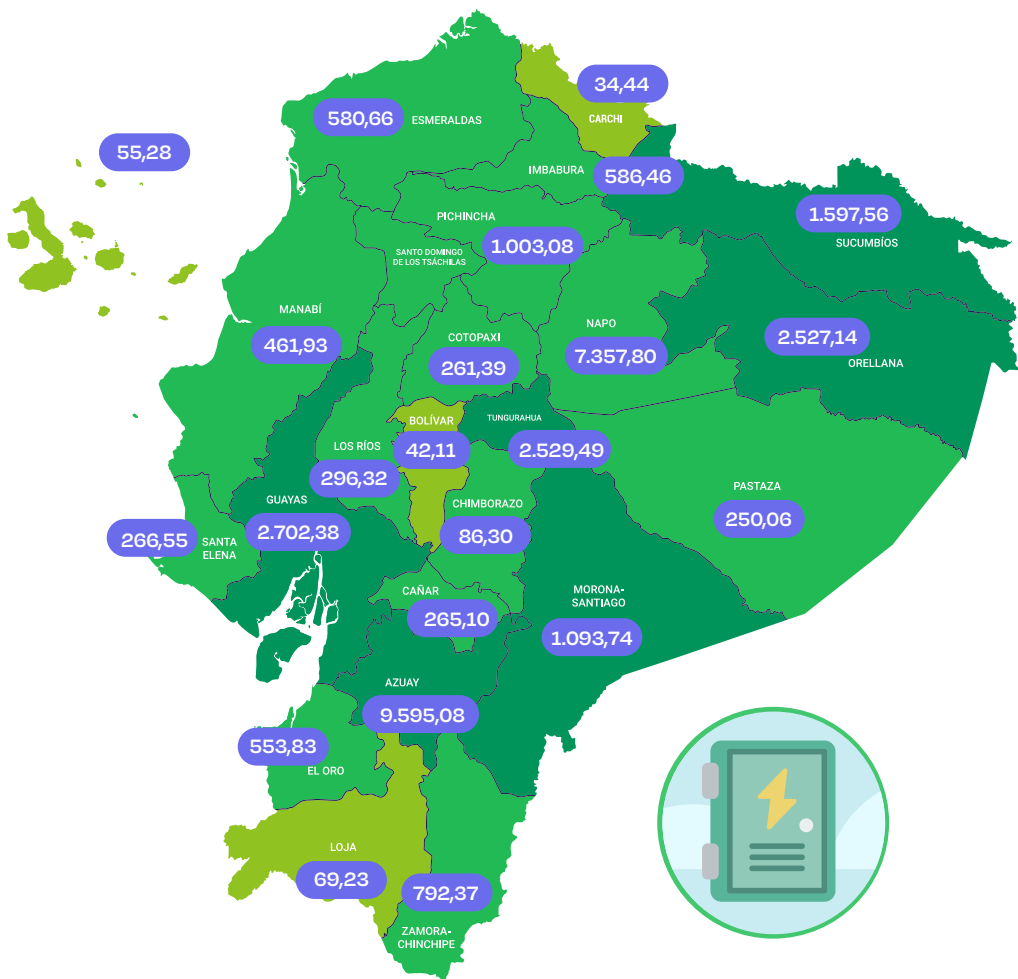 34,44
CARCHI
580,66
ESMERALDAS
55,28
IMBABURA
586,46
1.597,56
SUCUMBÍOS
PICHINCHA
1.003,08
SANTO DOMINGO
DE LOS TSÁCHILAS
MANABÍ
461,93
COTOPAXI
261,39
NAPO
7.357,80
2.527,14
ORELLANA
BOLÍVAR
42,11
TUNGURAHUA
2.529,49
LOS RÍOS
296,32
PASTAZA
250,06
GUAYAS
2.702,38
CHIMBORAZO
86,30
266,55
SANTA
ELENA
CAÑAR
265,10
MORONA-
SANTIAGO
1.093,74
AZUAY
9.595,08
553,83
EL ORO
LOJA
69,23
792,37
ZAMORA-
CHINCHIPE